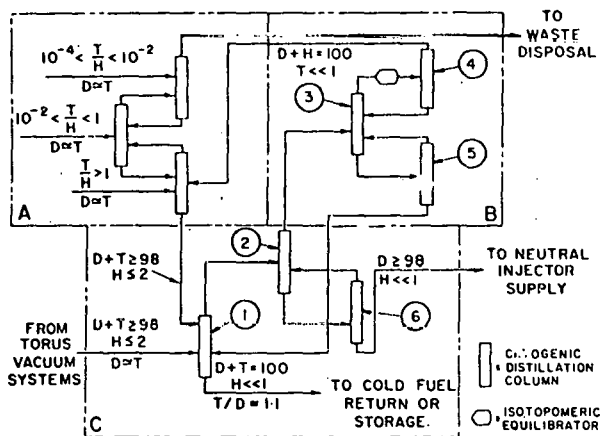 TO
WASTE
DISPOSAL
10⁻⁴ < T/H < 10⁻²
D≃T
10⁻² < T/H < 1
D≃T
T/H > 1
D≃T
A
D+H=100
T<<1
3
4
5
B
D+T≥98
H≤2
2
TO NEUTRAL
INJECTOR
SUPPLY
D≥98
H<<1
1
6
FROM
TORUS
VACUUM
SYSTEMS
D+T≥98
H≤2
D≃T
D+T=100
H<<1
T/D=1·1
TO COLD FUEL
RETURN OR
STORAGE.
C
DISTILLATION
COLUMN
=ISOTOPOMERIC
EQUILIBRATOR